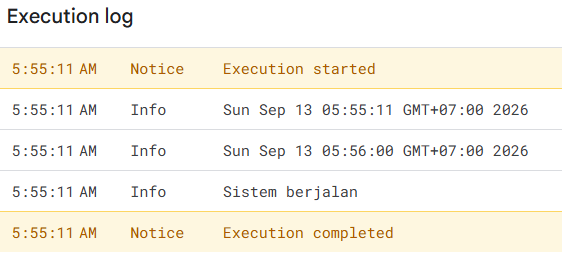 Execution log
5:55:11 AM Notice Execution started
5:55:11 AM Info Sun Sep 13 05:55:11 GMT+07:00 2026
5:55:11 AM Info Sun Sep 13 05:56:00 GMT+07:00 2026
5:55:11 AM Info Sistem berjalan
5:55:11 AM Notice Execution completed